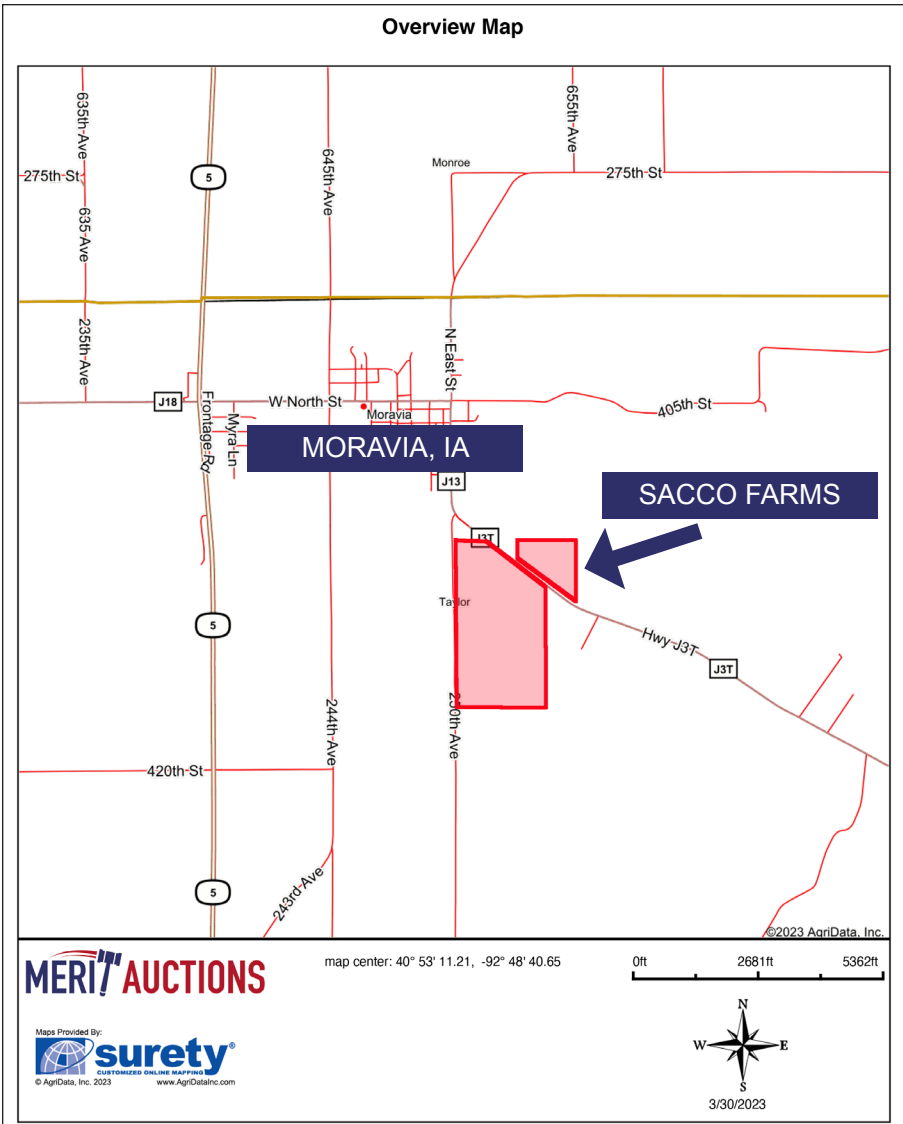 Overview Map
635th Ave
655th Ave
645th Ave
Monroe
275th St
5
275th St
635 Ave
235th Ave
N East St
J18
W North St
Moravia
405th St
Frontage Rd
Myra Ln
MORAVIA, IA
J13
SACCO FARMS
J3T
Taylor
5
Hwy J3T
J3T
244th Ave
250th Ave
420th St
243rd Ave
5
©2023 AgriData, Inc.
MERIT AUCTIONS
map center: 40° 53' 11.21, -92° 48' 40.65
0ft 2681ft 5362ft
Maps Provided By:
surety®
CUSTOMIZED ONLINE MAPPING
© AgriData, Inc. 2023 www.AgriDataInc.com
N
W E
S
3/30/2023